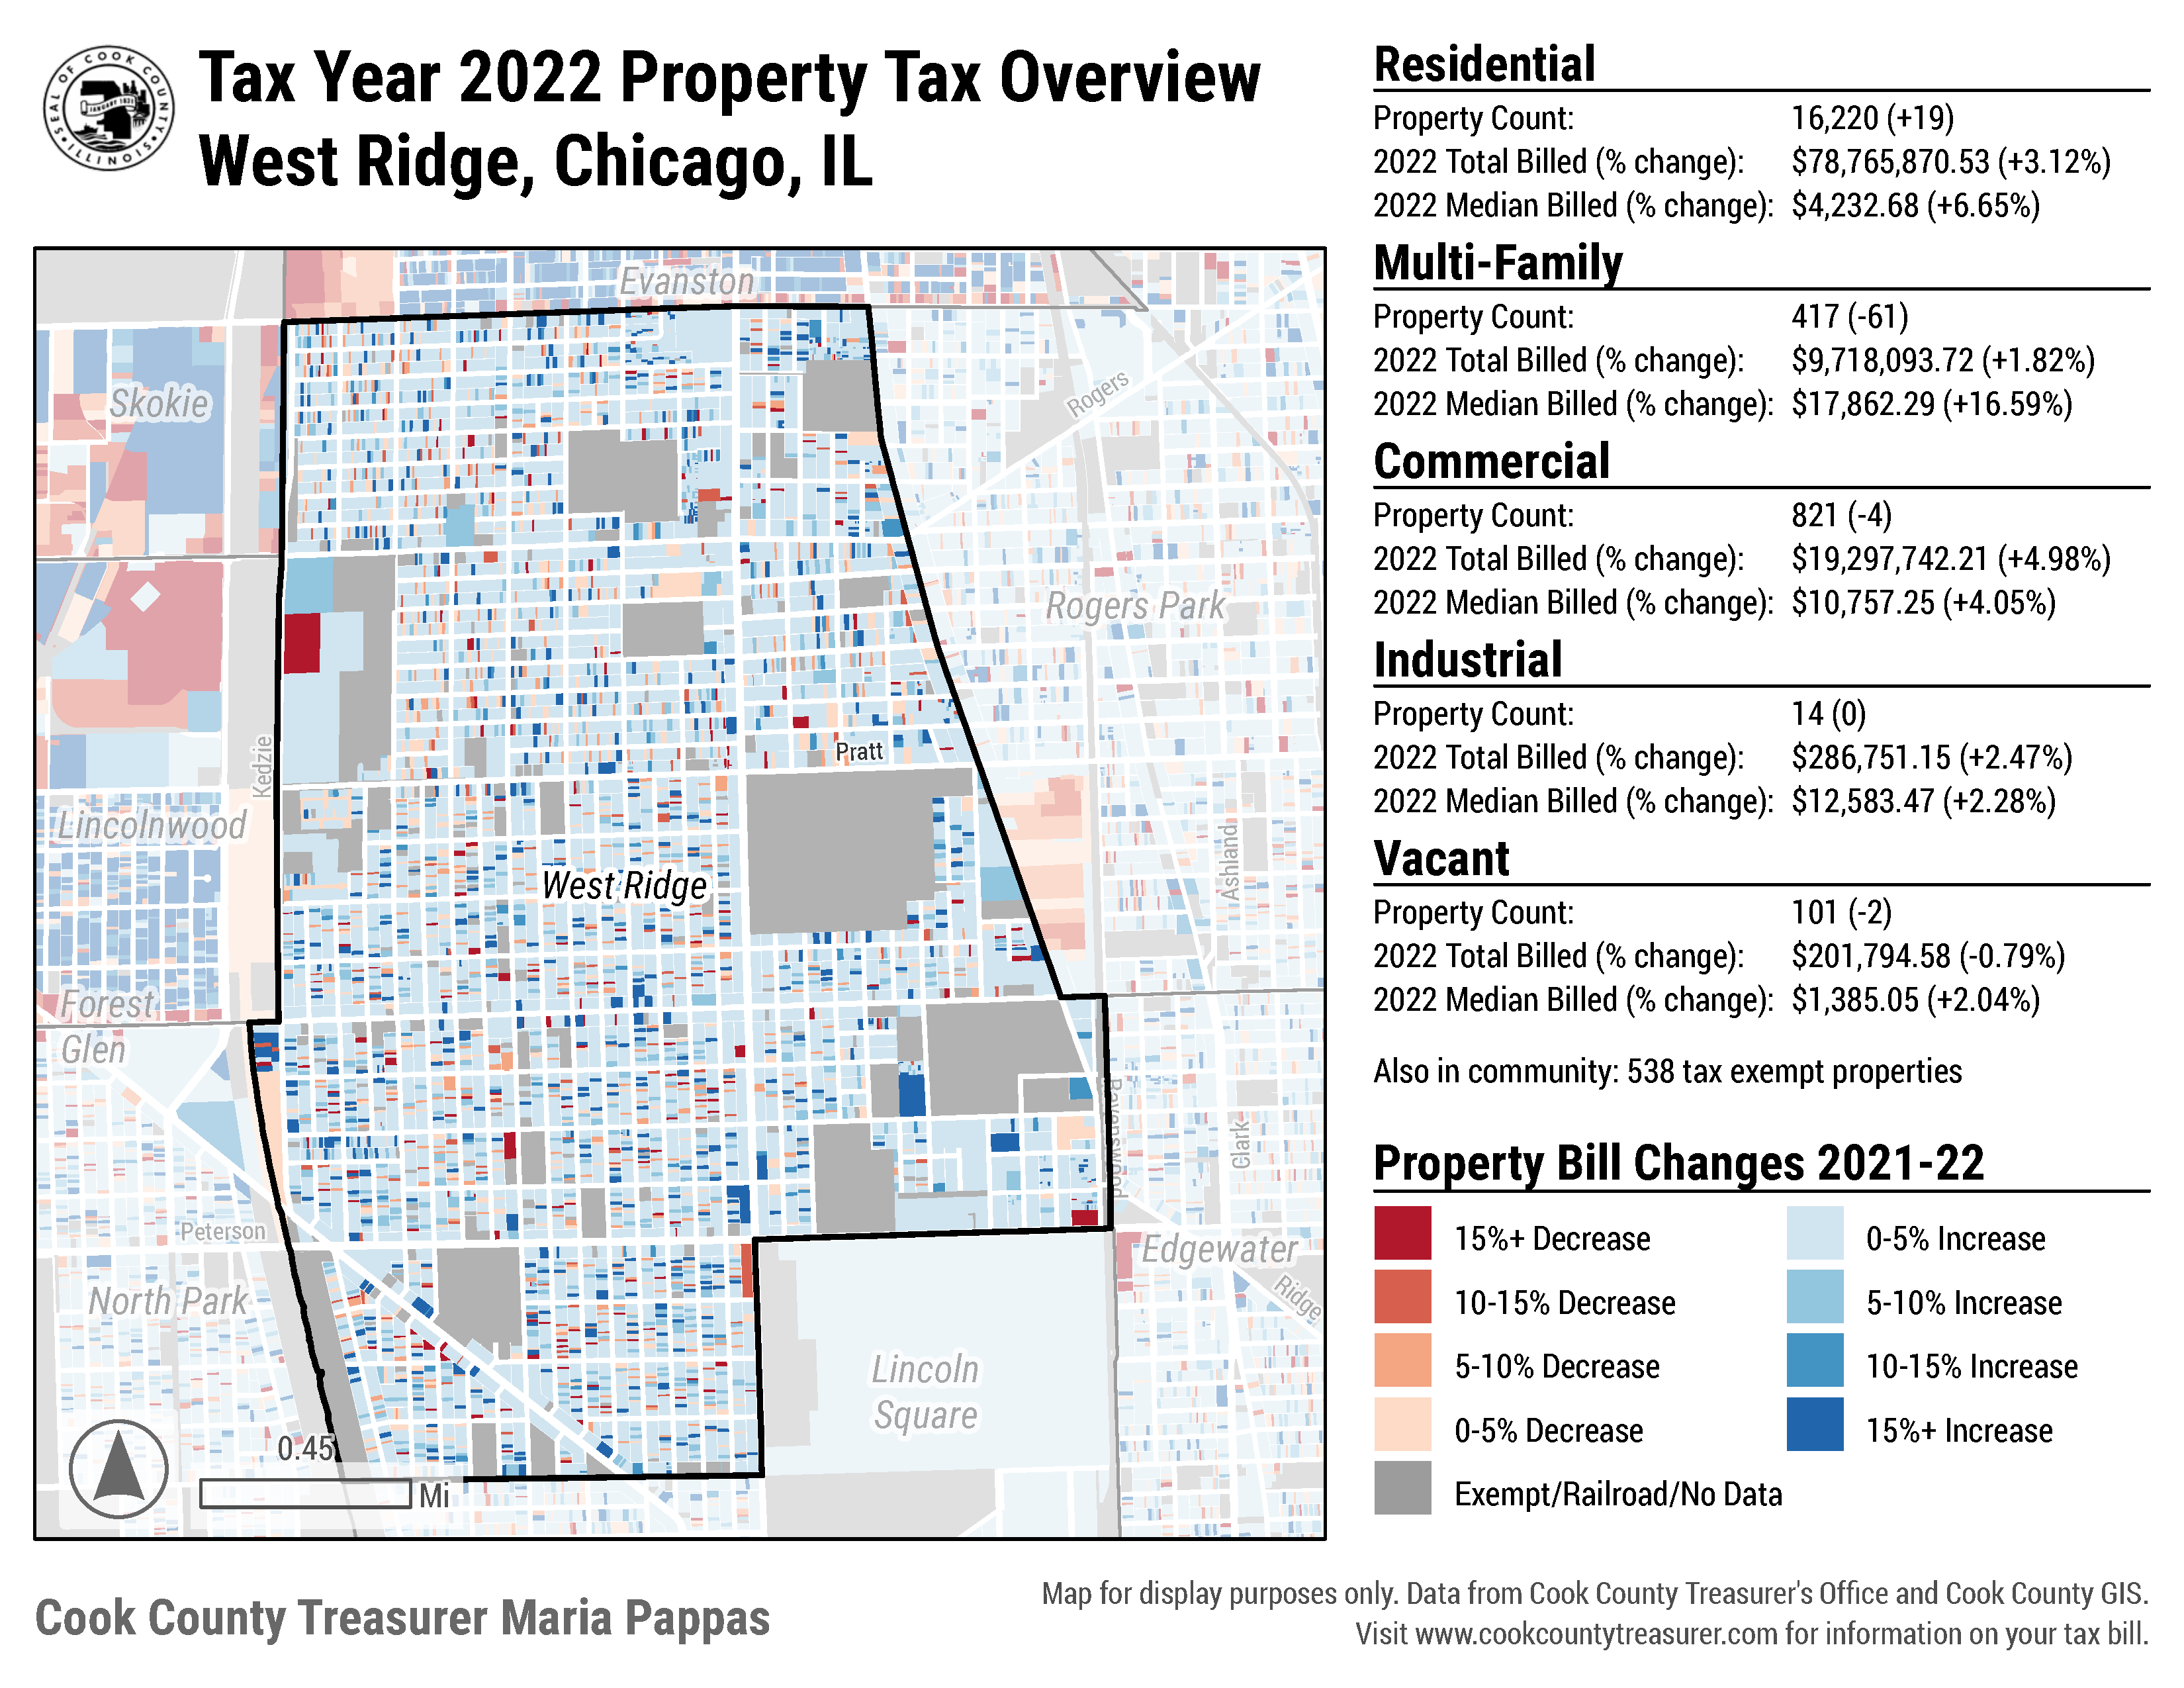 SEAL OF COOK COUNTY
JANUARY 1831
ILLINOIS
Tax Year 2022 Property Tax Overview
West Ridge, Chicago, IL
Residential
Property Count: 16,220 (+19)
2022 Total Billed (% change): $78,765,870.53 (+3.12%)
2022 Median Billed (% change): $4,232.68 (+6.65%)
Multi-Family
Property Count: 417 (-61)
2022 Total Billed (% change): $9,718,093.72 (+1.82%)
2022 Median Billed (% change): $17,862.29 (+16.59%)
Commercial
Property Count: 821 (-4)
2022 Total Billed (% change): $19,297,742.21 (+4.98%)
2022 Median Billed (% change): $10,757.25 (+4.05%)
Industrial
Property Count: 14 (0)
2022 Total Billed (% change): $286,751.15 (+2.47%)
2022 Median Billed (% change): $12,583.47 (+2.28%)
Vacant
Property Count: 101 (-2)
2022 Total Billed (% change): $201,794.58 (-0.79%)
2022 Median Billed (% change): $1,385.05 (+2.04%)
Also in community: 538 tax exempt properties
Property Bill Changes 2021-22
15%+ Decrease
0-5% Increase
10-15% Decrease
5-10% Increase
5-10% Decrease
10-15% Increase
0-5% Decrease
15%+ Increase
Exempt/Railroad/No Data
Evanston
Skokie
Rogers
Rogers Park
Pratt
Kedzie
Lincolnwood
Ashland
West Ridge
Forest
Glen
Ravenswood
Clark
Peterson
Edgewater
North Park
Ridge
Lincoln
Square
0.45
Mi
Cook County Treasurer Maria Pappas
Map for display purposes only. Data from Cook County Treasurer's Office and Cook County GIS.
Visit www.cookcountytreasurer.com for information on your tax bill.